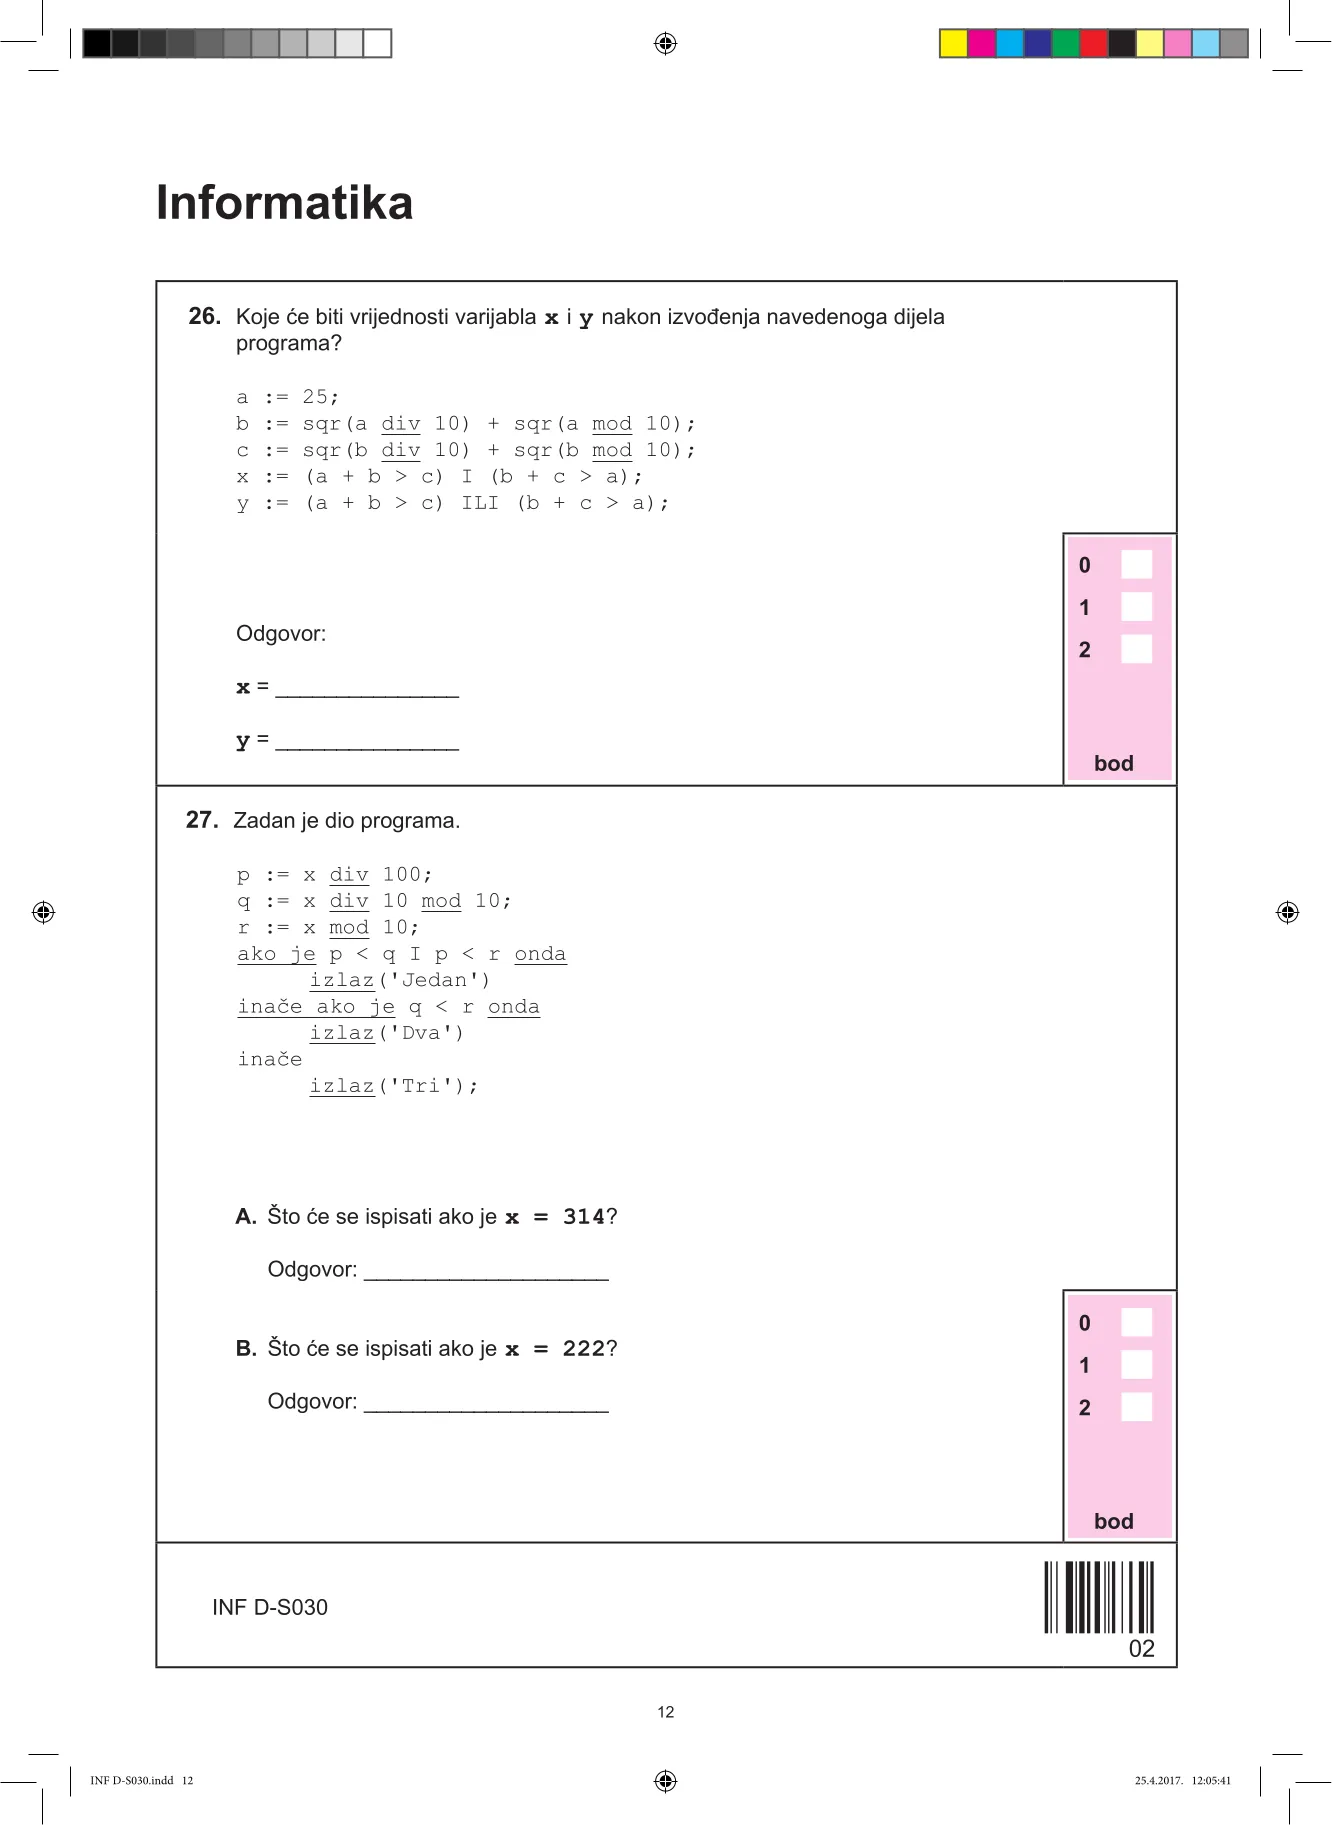 Informatika
26. Koje će biti vrijednosti varijabla x i y nakon izvođenja navedenoga dijela
programa?
a := 25;
b := sqr(a div 10) + sqr(a mod 10);
c := sqr(b div 10) + sqr(b mod 10);
x := (a + b > c) I (b + c > a);
y := (a + b > c) ILI (b + c > a);
0
1
2
bod
Odgovor:
x = _______________
y = _______________
27. Zadan je dio programa.
p := x div 100;
q := x div 10 mod 10;
r := x mod 10;
ako je p < q I p < r onda
izlaz('Jedan')
inače ako je q < r onda
izlaz('Dva')
inače
izlaz('Tri');
A. Što će se ispisati ako je x = 314?
Odgovor: ____________________
B. Što će se ispisati ako je x = 222?
Odgovor: ____________________
0
1
2
bod
INF D-S030
02
12
INF D-S030.indd 12
25.4.2017. 12:05:41